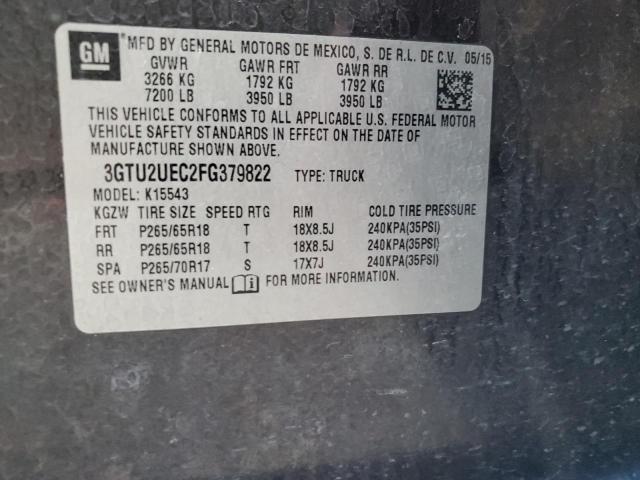 GM *MFD BY GENERAL MOTORS DE MEXICO, S. DE R.L. DE C.V. 05/15
GVWR GAWR FRT GAWR RR
3266 KG 1792 KG 1792 KG
7200 LB 3950 LB 3950 LB
THIS VEHICLE CONFORMS TO ALL APPLICABLE U.S. FEDERAL MOTOR
VEHICLE SAFETY STANDARDS IN EFFECT ON THE DATE OF
MANUFACTURE SHOWN ABOVE.
3GTU2UEC2FG379822 TYPE: TRUCK
MODEL: K15543
KGZW TIRE SIZE SPEED RTG RIM COLD TIRE PRESSURE
FRT P265/65R18 T 18X8.5J 240KPA(35PSI)
RR P265/65R18 T 18X8.5J 240KPA(35PSI)
SPA P265/70R17 S 17X7J 240KPA(35PSI)
SEE OWNER'S MANUAL i FOR MORE INFORMATION.